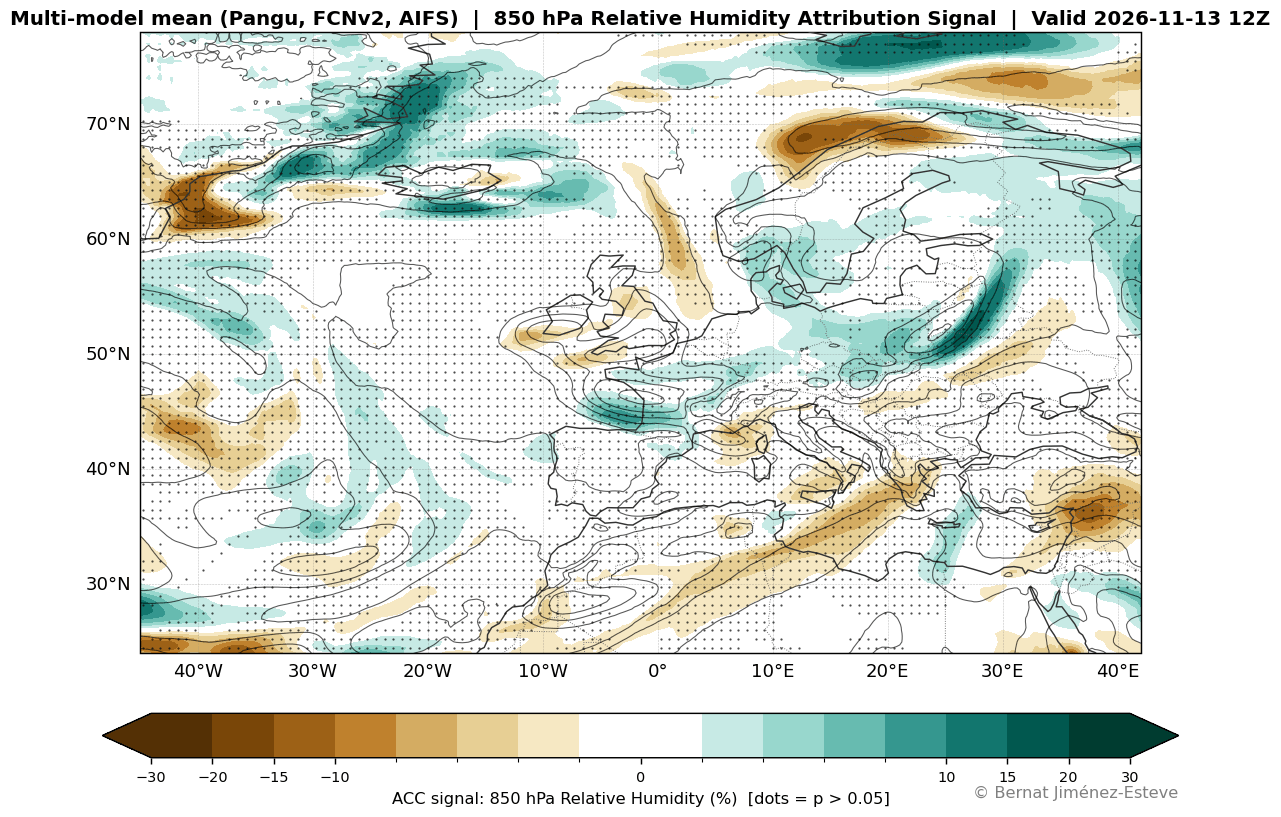 Multi-model mean (Pangu, FCNv2, AIFS)  |  850 hPa Relative Humidity Attribution Signal  |  Valid 2026-11-13 12Z
70°N
60°N
50°N
40°N
30°N
40°W 30°W 20°W 10°W 0° 10°E 20°E 30°E 40°E
−30 −20 −15 −10 0 10 15 20 30
ACC signal: 850 hPa Relative Humidity (%)  [dots = p > 0.05]
© Bernat Jiménez-Esteve